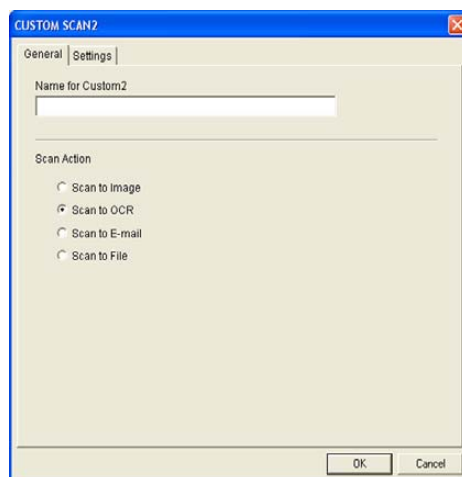 CUSTOM SCAN2
General Settings
Name for Custom2
Scan Action
Scan to Image
Scan to OCR
Scan to E-mail
Scan to File
OK Cancel